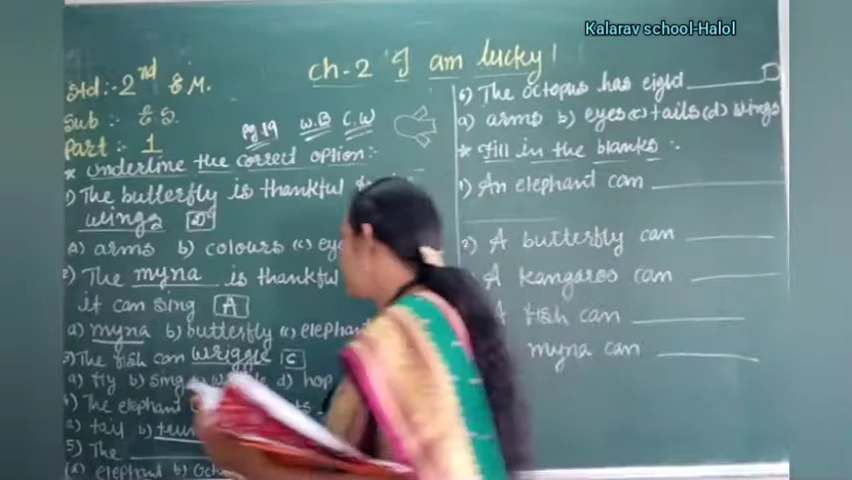 Kalarav school-Halol
ch-2 "I am lucky!
Std:- 2nd E.M.
Sub:- E.S.
Part:- 1
Pg.19 W.B C.W
* underline the correct option:-
1) The butterfly is thankful
wings D
(a) arms b) colours (c) eye
2) The myna is thankful
it can sing A
a) myna b) butterfly (c) elephant
3) The fish can wriggle C
a) fly b) sing d) hop
4) The elephant
a) tail b)
5) The
(a) elephant b)
6) The octopus has eight
a) arms b) eyes (c) tails (d) wings
* Fill in the blanks :-
1) An elephant can
2) A butterfly can
A kangaroo can
A fish can
myna can